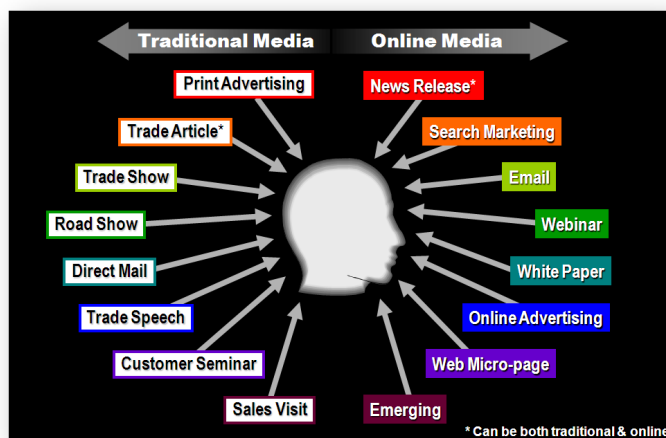 Traditional Media
Online Media
Print Advertising
News Release*
Trade Article*
Search Marketing
Trade Show
Email
Road Show
Webinar
Direct Mail
White Paper
Trade Speech
Online Advertising
Customer Seminar
Web Micro-page
Sales Visit
Emerging
* Can be both traditional & online